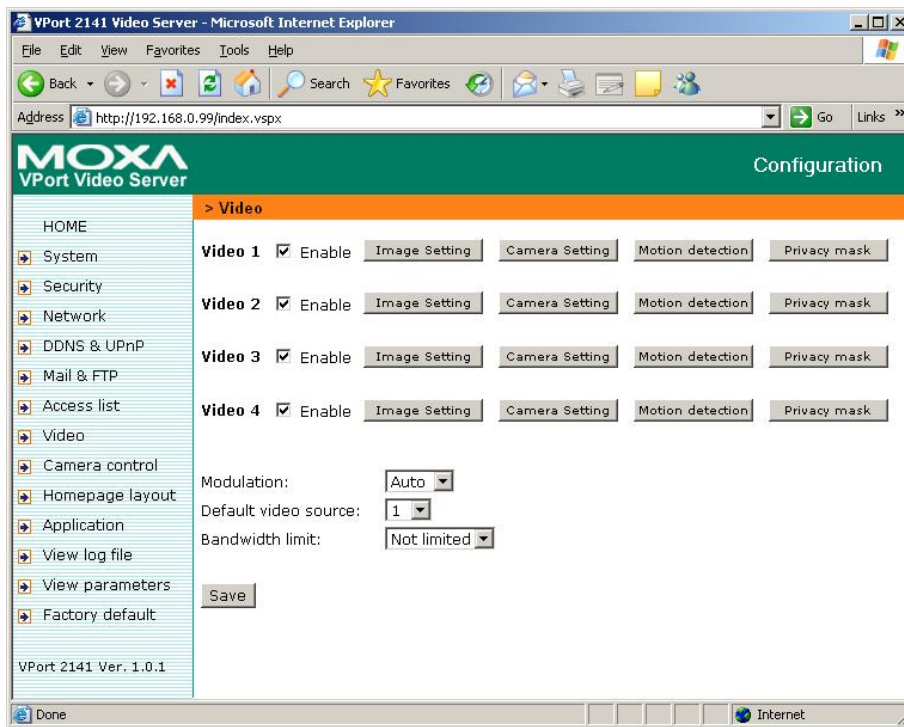 VPort 2141 Video Server - Microsoft Internet Explorer
File Edit View Favorites Tools Help
Back Search Favorites
Address http://192.168.0.99/index.vspx Go Links »
MOXA
VPort Video Server
Configuration
> Video
HOME
System
Security
Network
DDNS & UPnP
Mail & FTP
Access list
Video
Camera control
Homepage layout
Application
View log file
View parameters
Factory default
VPort 2141 Ver. 1.0.1
Video 1 Enable Image Setting Camera Setting Motion detection Privacy mask
Video 2 Enable Image Setting Camera Setting Motion detection Privacy mask
Video 3 Enable Image Setting Camera Setting Motion detection Privacy mask
Video 4 Enable Image Setting Camera Setting Motion detection Privacy mask
Modulation: Auto
Default video source: 1
Bandwidth limit: Not limited
Save
Done Internet